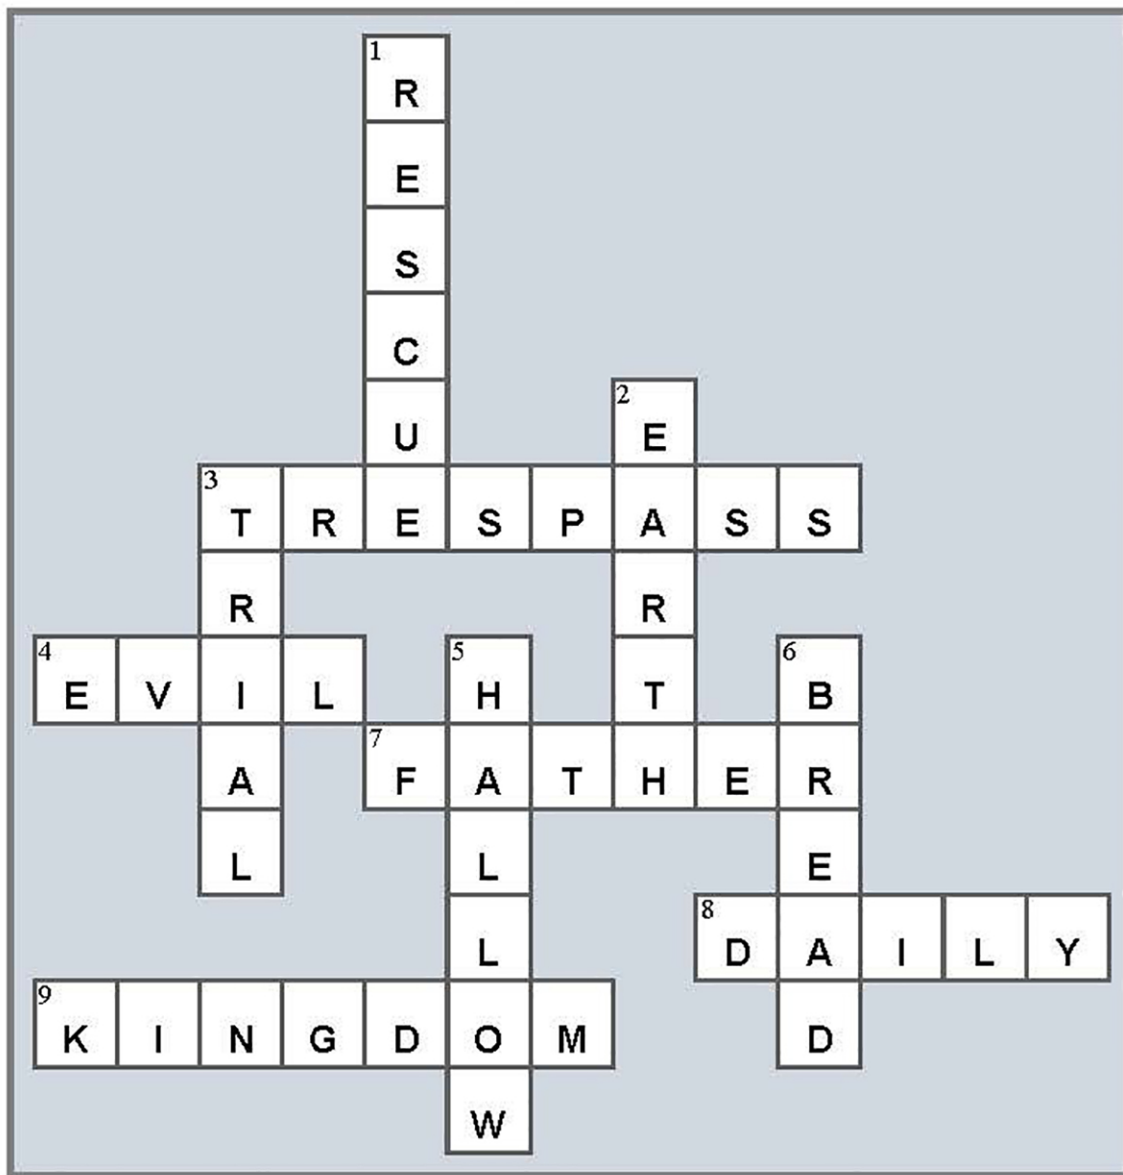 1
R
E
S
C
2
U E
3
T R E S P A S S
R R
4 5 6
E V I L H T B
7
A F A T H E R
L L E
8
L D A I L Y
9
K I N G D O M D
W